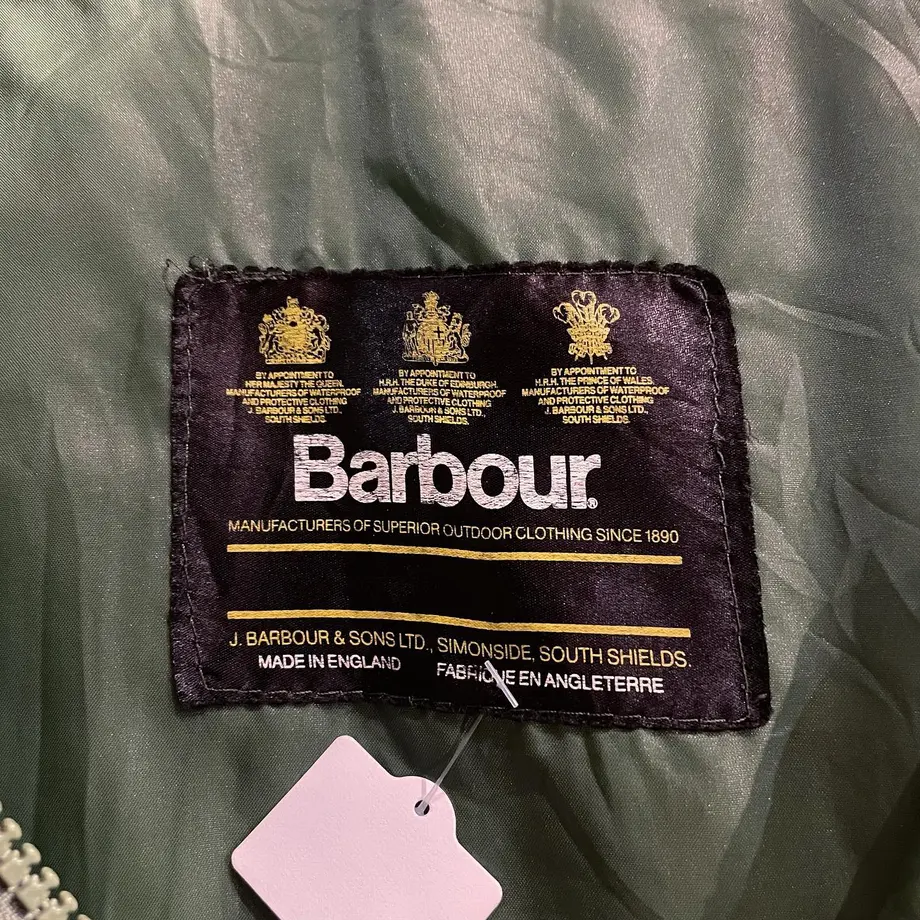 BY APPOINTMENT TO
HER MAJESTY THE QUEEN.
MANUFACTURERS OF WATERPROOF
AND PROTECTIVE CLOTHING
J. BARBOUR & SONS LTD.,
SOUTH SHIELDS.
BY APPOINTMENT TO
H.R.H. THE DUKE OF EDINBURGH.
MANUFACTURERS OF WATERPROOF
AND PROTECTIVE CLOTHING
J. BARBOUR & SONS LTD.,
SOUTH SHIELDS.
BY APPOINTMENT TO
H.R.H. THE PRINCE OF WALES.
MANUFACTURERS OF WATERPROOF
AND PROTECTIVE CLOTHING
J. BARBOUR & SONS LTD.,
SOUTH SHIELDS.
Barbour®
MANUFACTURERS OF SUPERIOR OUTDOOR CLOTHING SINCE 1890
J. BARBOUR & SONS LTD., SIMONSIDE, SOUTH SHIELDS.
MADE IN ENGLAND FABRIQUE EN ANGLETERRE